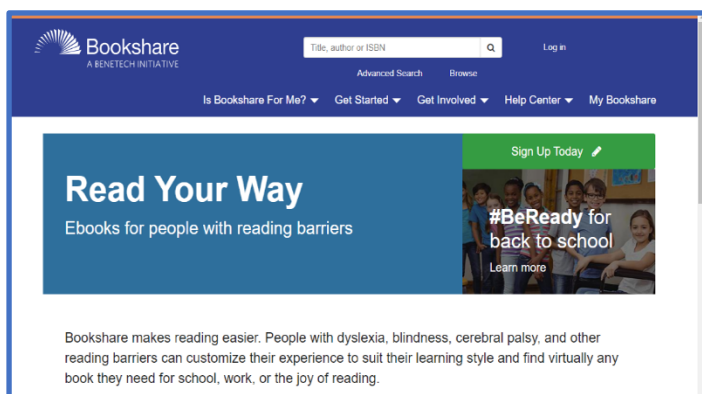 Bookshare
A BENETECH INITIATIVE
Title, author or ISBN
Log in
Advanced Search Browse
Is Bookshare For Me? Get Started Get Involved Help Center My Bookshare
Sign Up Today
Read Your Way
Ebooks for people with reading barriers
#BeReady for
back to school
Learn more
Bookshare makes reading easier. People with dyslexia, blindness, cerebral palsy, and other
reading barriers can customize their experience to suit their learning style and find virtually any
book they need for school, work, or the joy of reading.